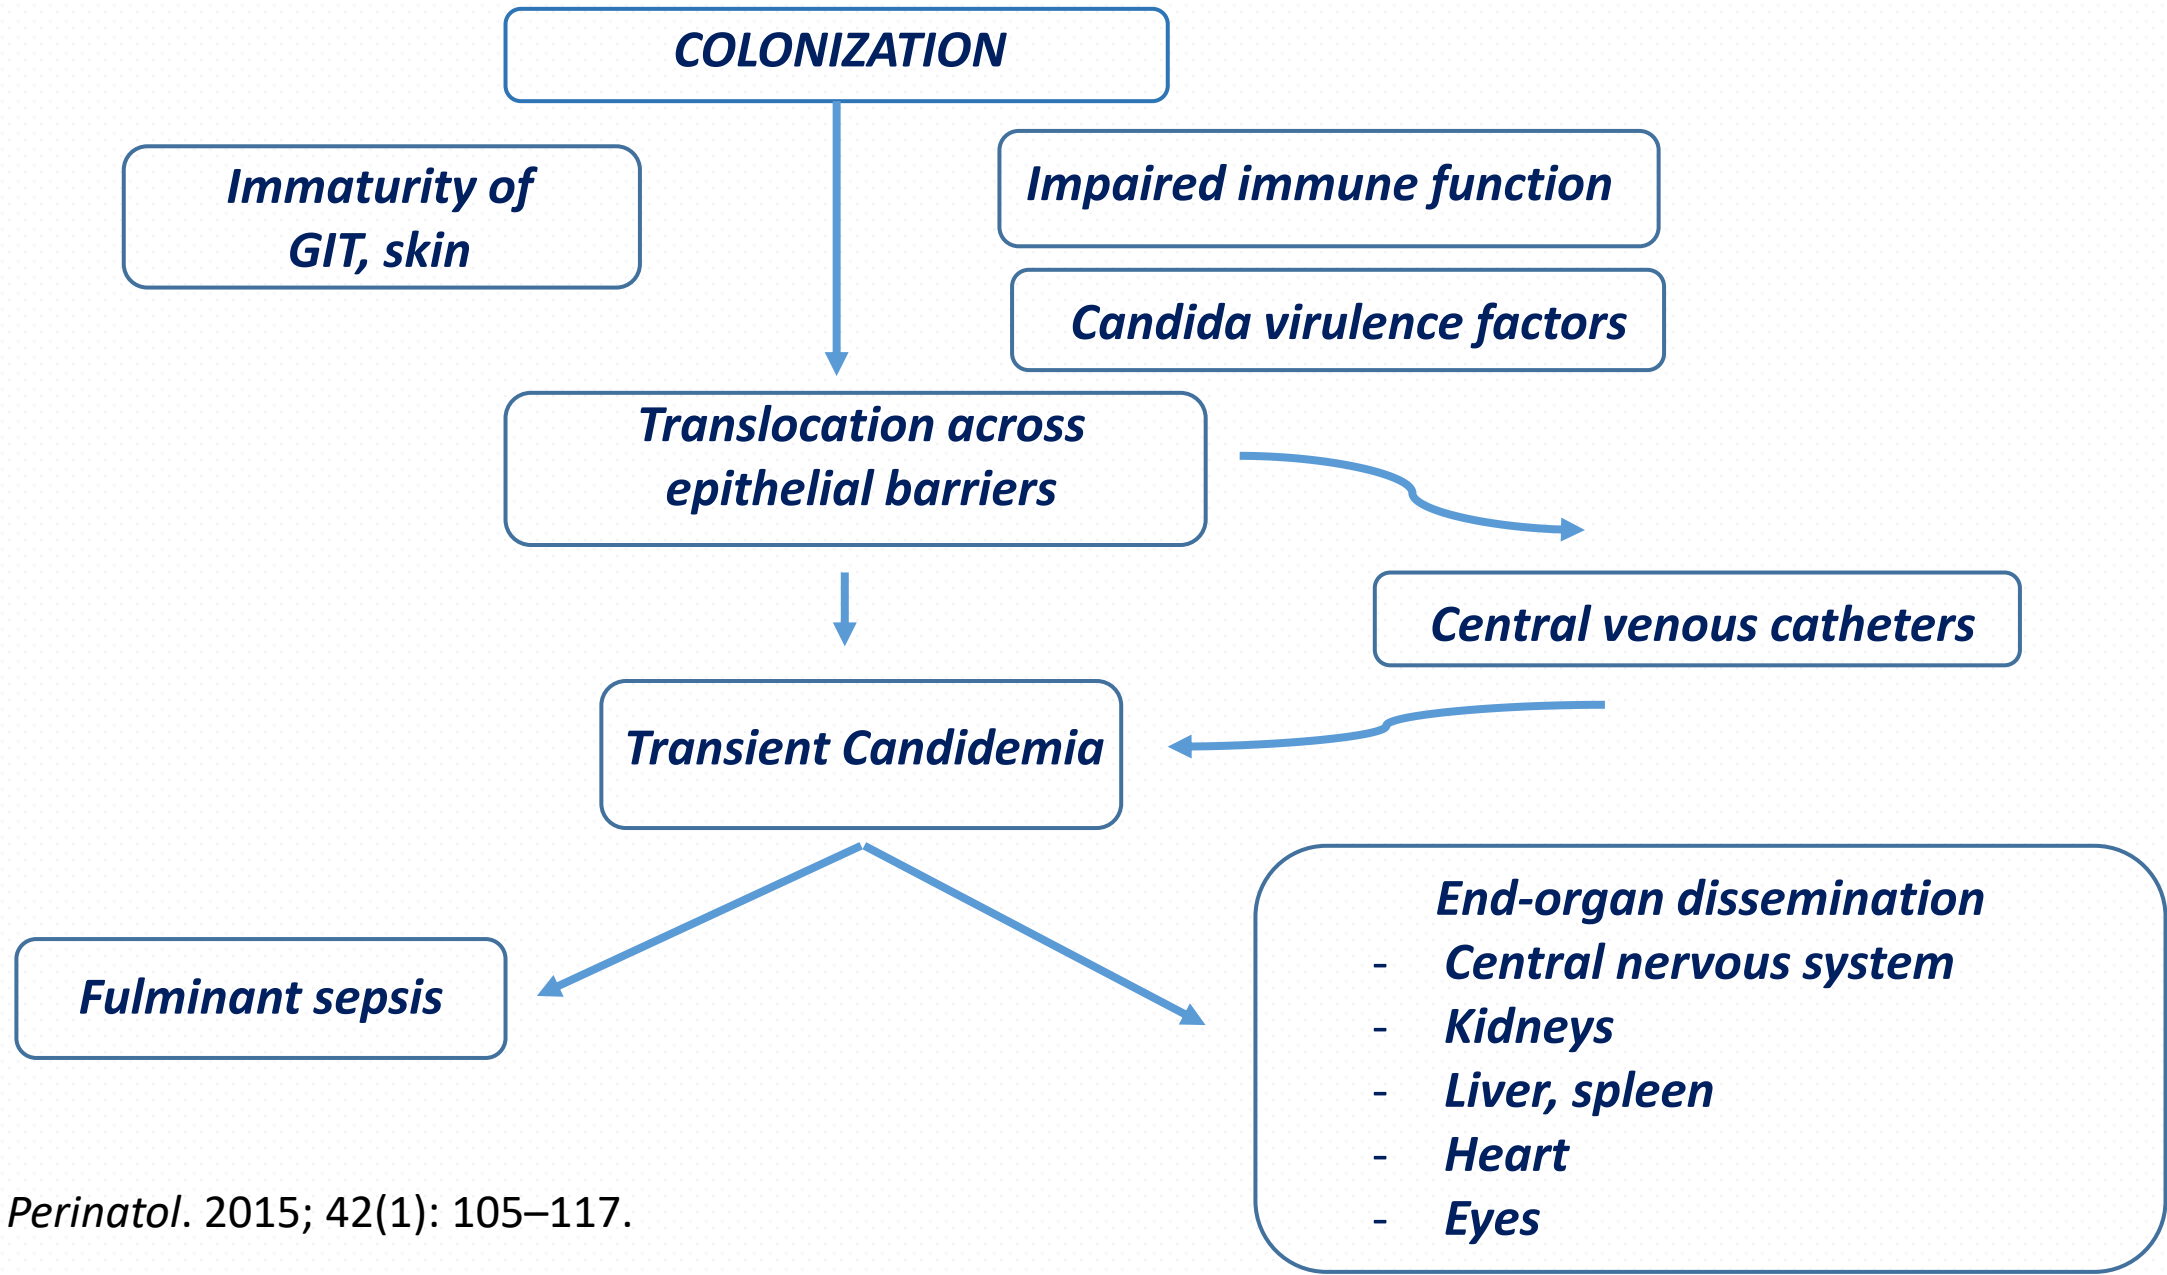 COLONIZATION
Immaturity of
GIT, skin
Impaired immune function
Candida virulence factors
Translocation across
epithelial barriers
Central venous catheters
Transient Candidemia
Fulminant sepsis
End-organ dissemination
- Central nervous system
- Kidneys
- Liver, spleen
- Heart
- Eyes
Perinatol. 2015; 42(1): 105–117.